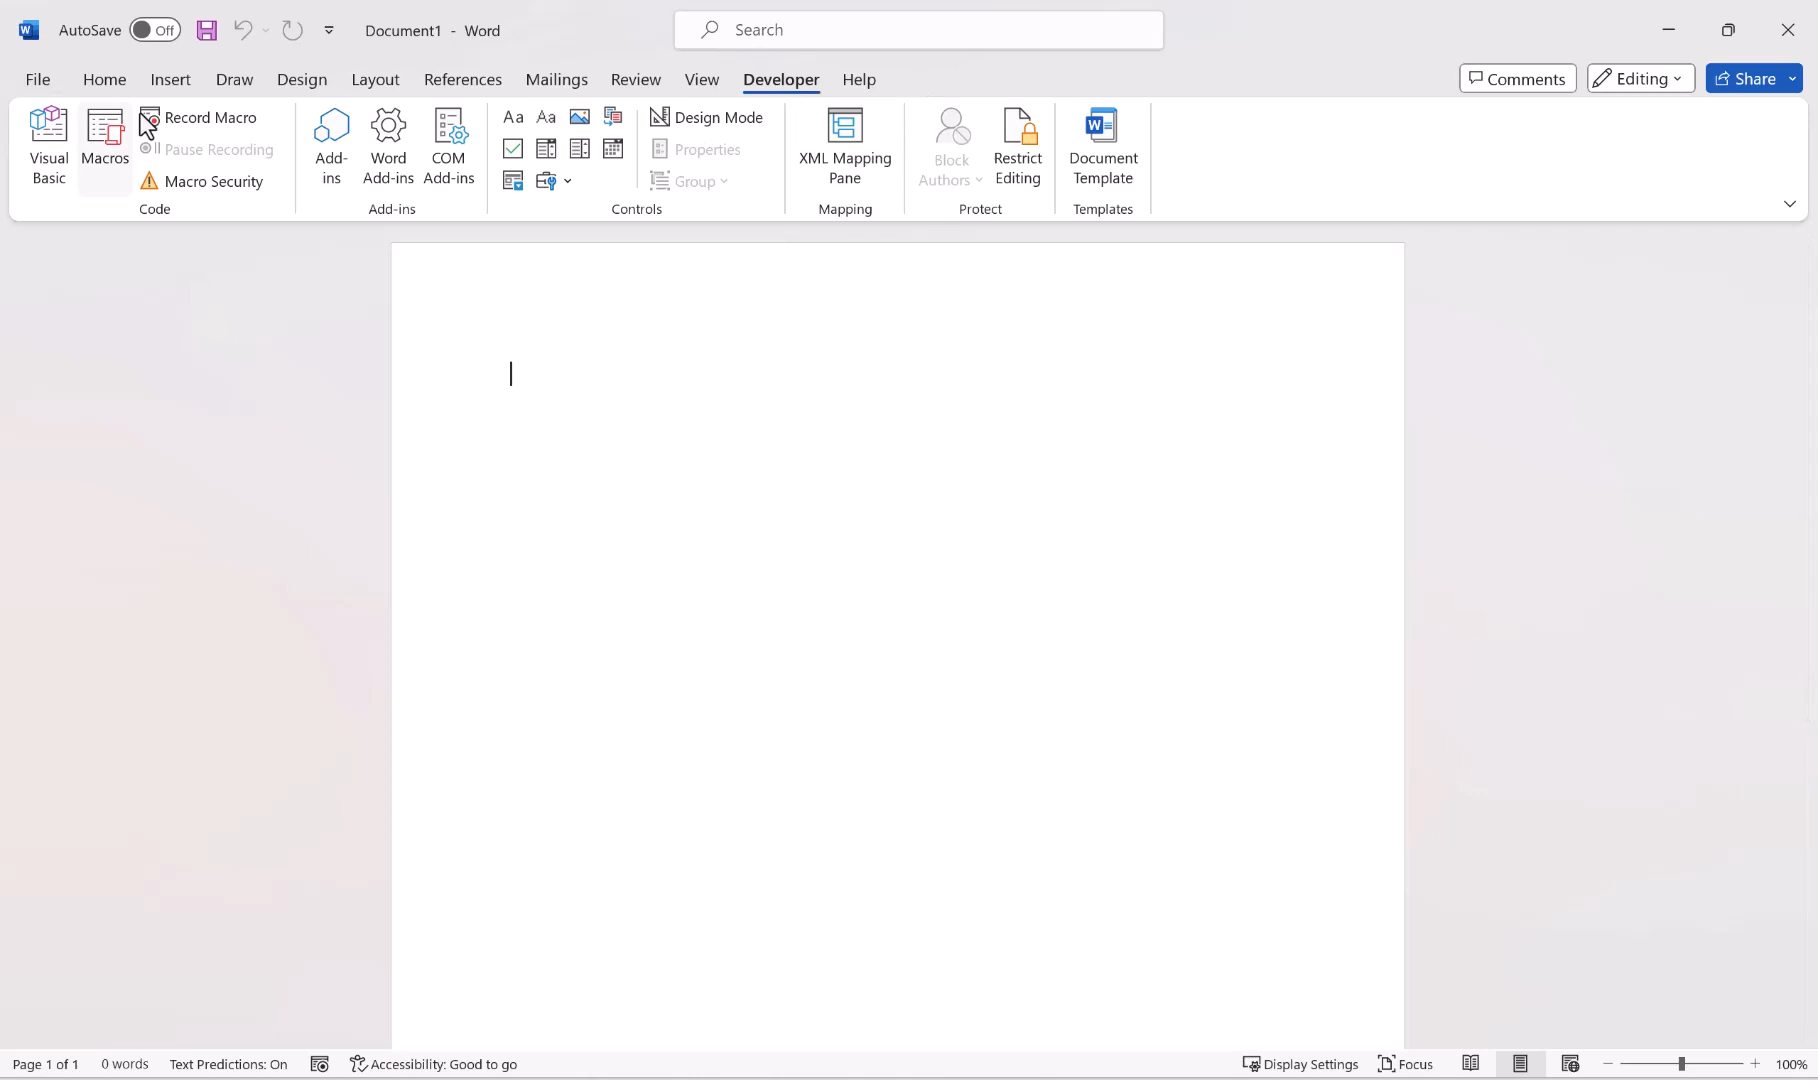 AutoSave Off Document1 - Word Search
File Home Insert Draw Design Layout References Mailings Review View Developer Help Comments Editing Share
Visual Basic
Macros
Record Macro
Pause Recording
Macro Security
Code
Add-ins
Word Add-ins
COM Add-ins
Add-ins
Aa Aa
Design Mode
Properties
Group
Controls
XML Mapping Pane
Mapping
Block Authors
Restrict Editing
Protect
Document Template
Templates
Page 1 of 1 0 words Text Predictions: On Accessibility: Good to go Display Settings Focus 100%